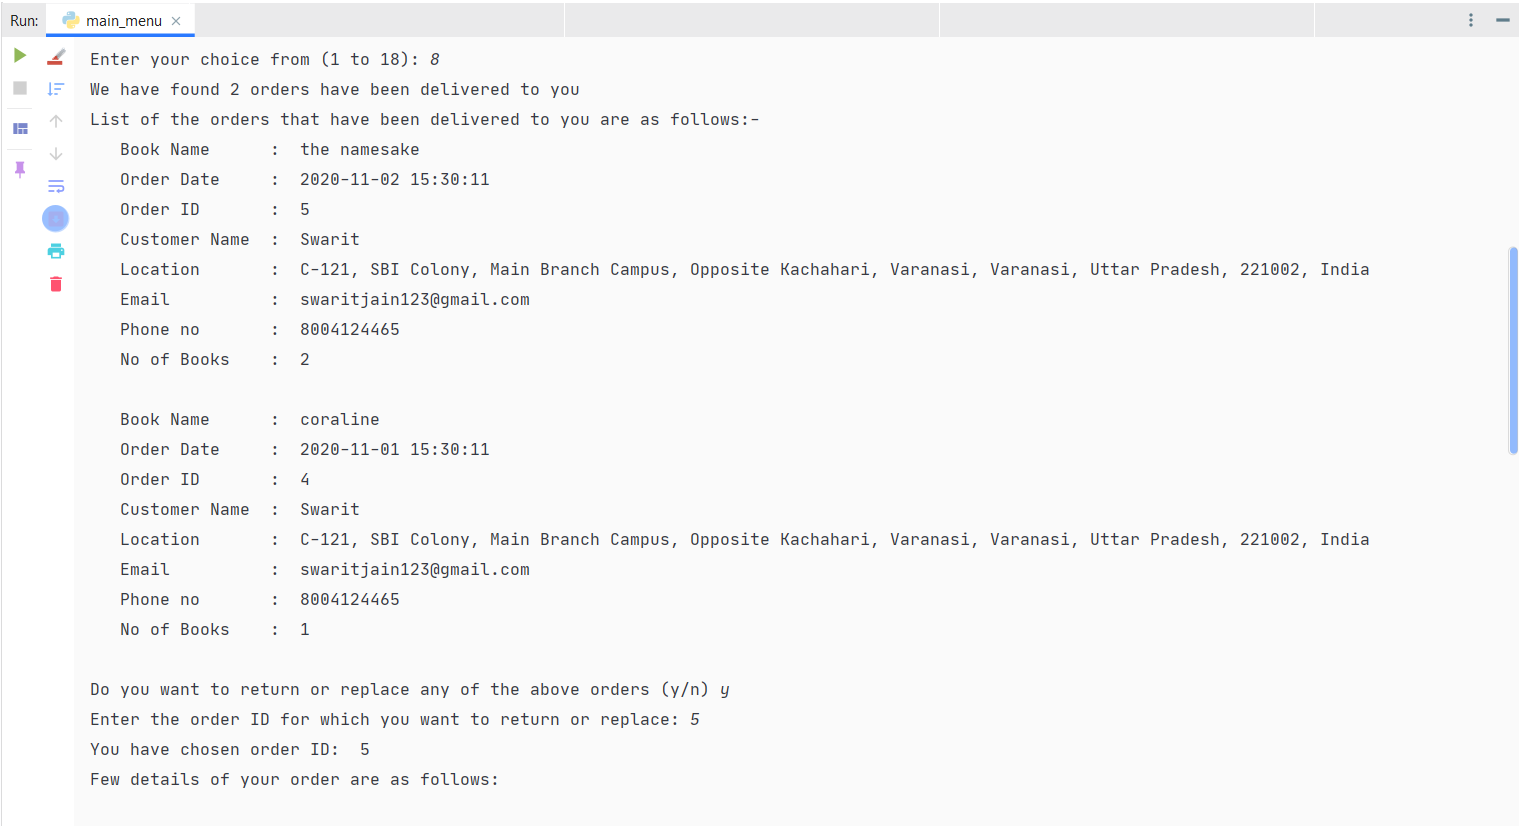 Run: main_menu ×
Enter your choice from (1 to 18): 8
We have found 2 orders have been delivered to you
List of the orders that have been delivered to you are as follows:-
Book Name : the namesake
Order Date : 2020-11-02 15:30:11
Order ID : 5
Customer Name : Swarit
Location : C-121, SBI Colony, Main Branch Campus, Opposite Kachahari, Varanasi, Varanasi, Uttar Pradesh, 221002, India
Email : swaritjain123@gmail.com
Phone no : 8004124465
No of Books : 2
Book Name : coraline
Order Date : 2020-11-01 15:30:11
Order ID : 4
Customer Name : Swarit
Location : C-121, SBI Colony, Main Branch Campus, Opposite Kachahari, Varanasi, Varanasi, Uttar Pradesh, 221002, India
Email : swaritjain123@gmail.com
Phone no : 8004124465
No of Books : 1
Do you want to return or replace any of the above orders (y/n) y
Enter the order ID for which you want to return or replace: 5
You have chosen order ID: 5
Few details of your order are as follows: